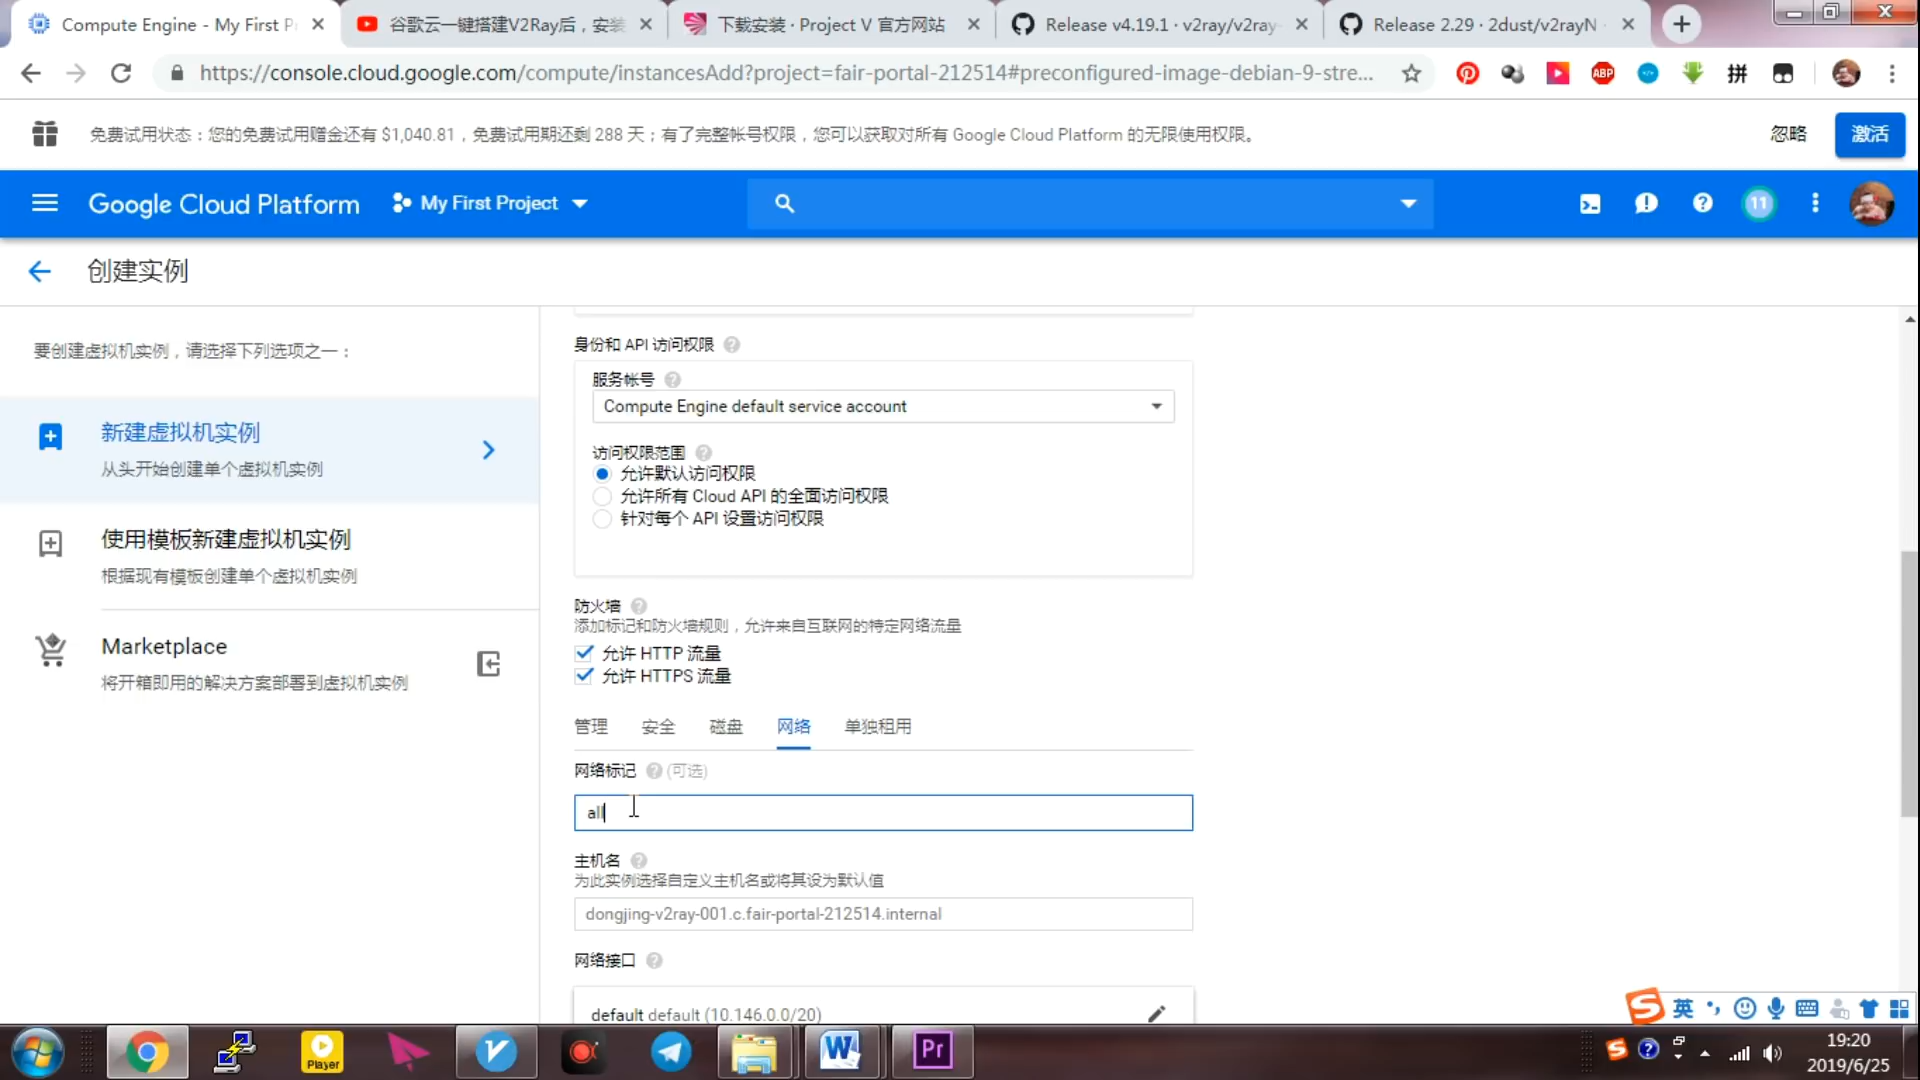 Compute Engine - My First P
谷歌云一键搭建V2Ray后，安装
下载安装 · Project V 官方网站
Release v4.19.1 · v2ray/v2ray-
Release 2.29 · 2dust/v2rayN ·
https://console.cloud.google.com/compute/instancesAdd?project=fair-portal-212514#preconfigured-image-debian-9-stre...
ABP
拼
免费试用状态：您的免费试用赠金还有 $1,040.81，免费试用期还剩 288 天；有了完整帐号权限，您可以获取对所有 Google Cloud Platform 的无限使用权限。
忽略
激活
Google Cloud Platform
My First Project
11
创建实例
要创建虚拟机实例，请选择下列选项之一：
新建虚拟机实例
从头开始创建单个虚拟机实例
使用模板新建虚拟机实例
根据现有模板创建单个虚拟机实例
Marketplace
将开箱即用的解决方案部署到虚拟机实例
身份和 API 访问权限
服务帐号
Compute Engine default service account
访问权限范围
允许默认访问权限
允许所有 Cloud API 的全面访问权限
针对每个 API 设置访问权限
防火墙
添加标记和防火墙规则，允许来自互联网的特定网络流量
允许 HTTP 流量
允许 HTTPS 流量
管理 安全 磁盘 网络 单独租用
网络标记 (可选)
all
主机名
为此实例选择自定义主机名或将其设为默认值
dongjing-v2ray-001.c.fair-portal-212514.internal
网络接口
default default (10.146.0.0/20)
英
Player
W
Pr
19:20
2019/6/25